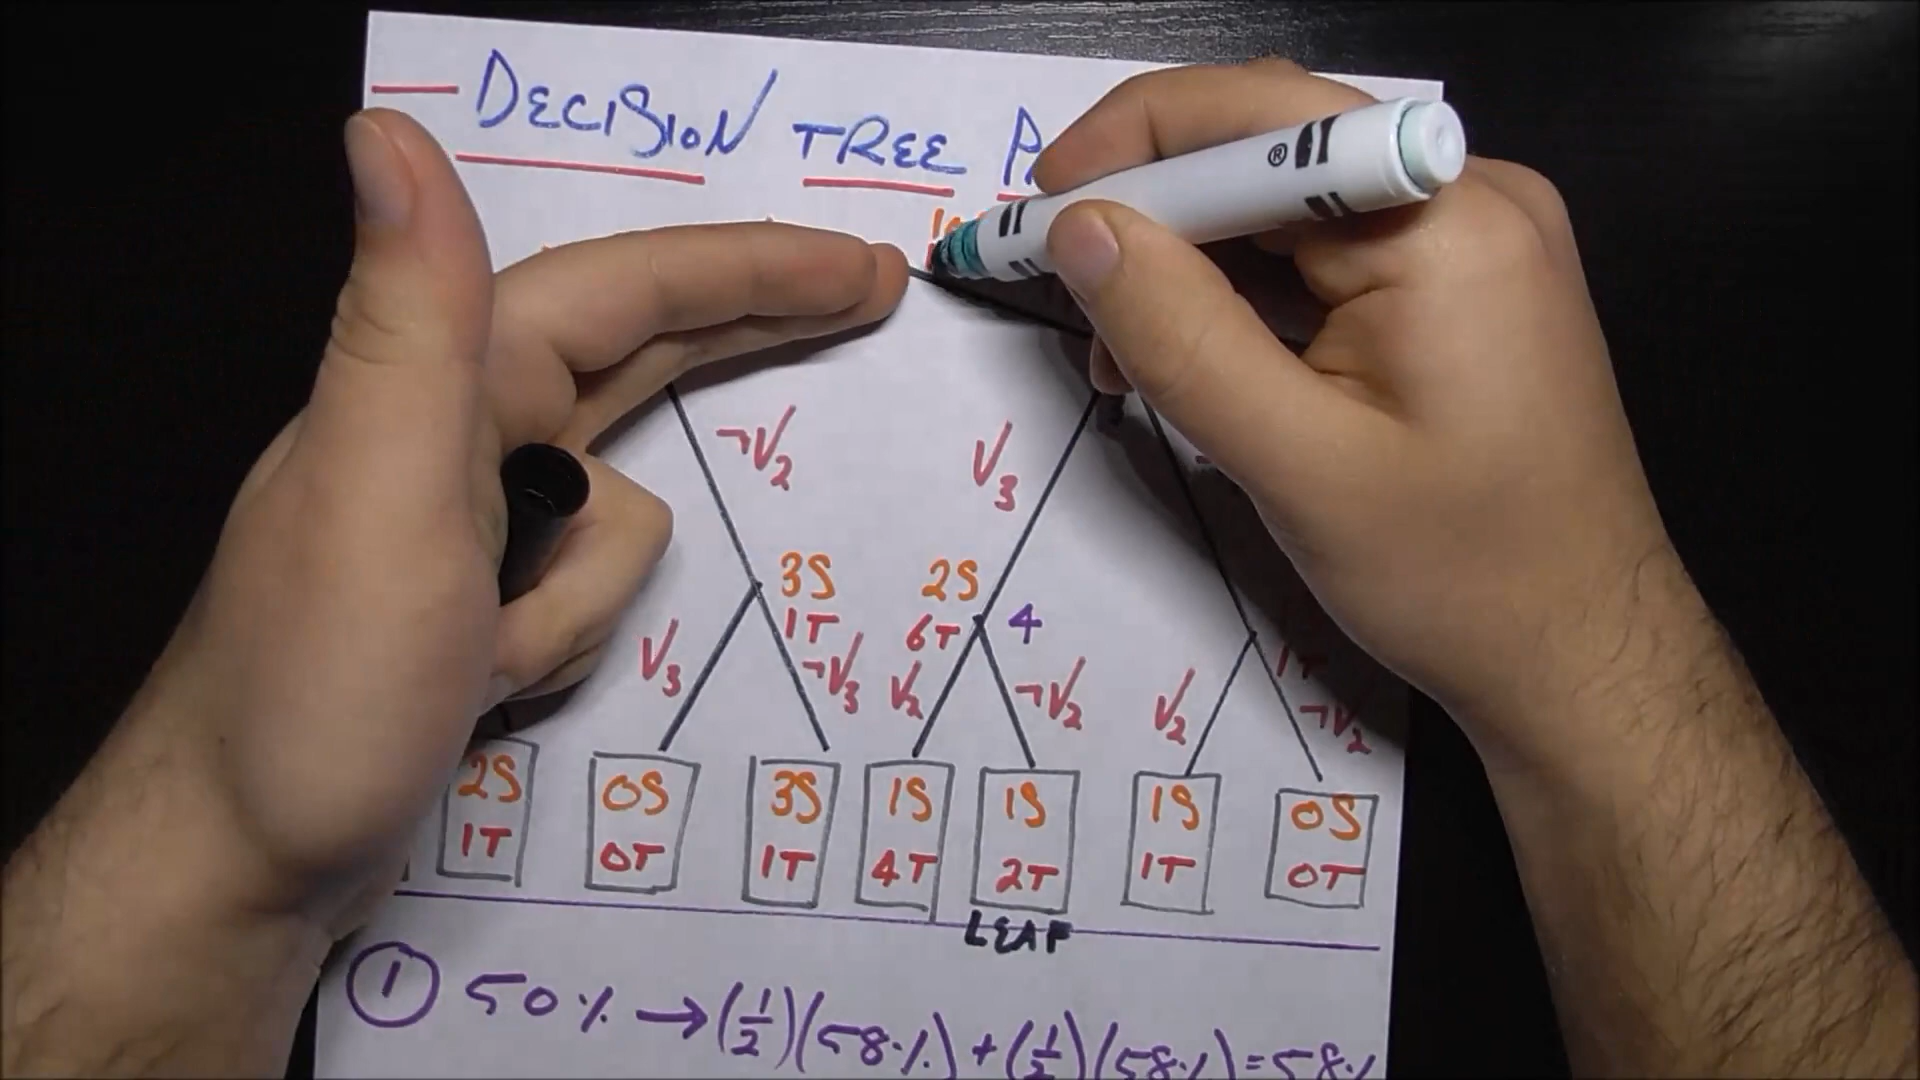 DECISION TREE
¬V2 V3
3S 2S
1T 6T 4
V3 ¬V3 V2 ¬V2 V2 1T ¬V2
2S 0S 3S 1S 1S 1S 0S
1T 0T 1T 4T 2T 1T 0T
LEAF
① 50% → (1/2)(58%) + (1/2)(58%) = 58%
®